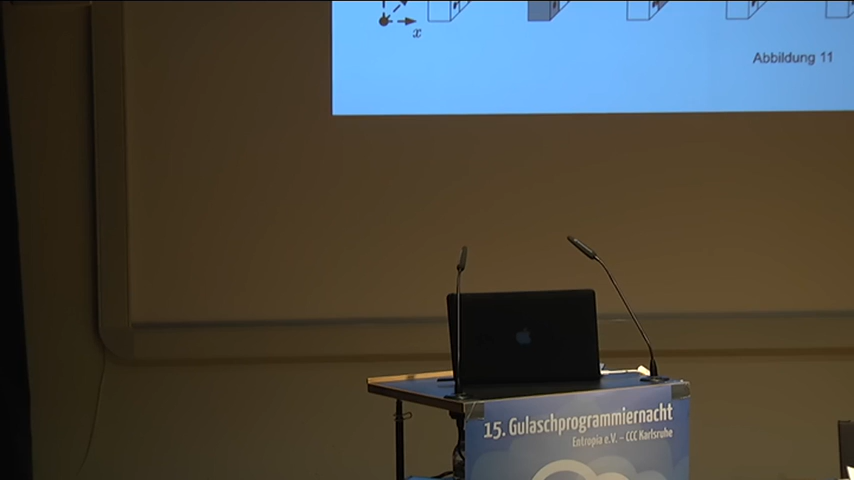 x
Abbildung 11
15. Gulaschprogrammiernacht
Entropia e.V. – CCC Karlsruhe